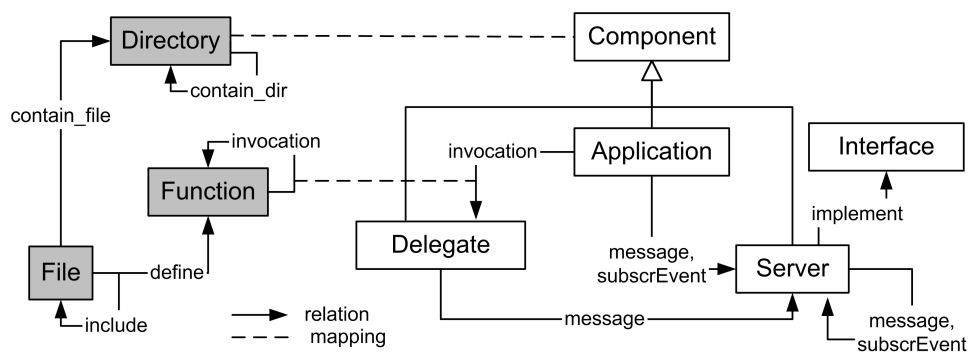 Directory
Component
contain_dir
contain_file
invocation
invocation
Application
Interface
Function
implement
Delegate
message,
subscrEvent
File
define
Server
include
relation
mapping
message
message,
subscrEvent